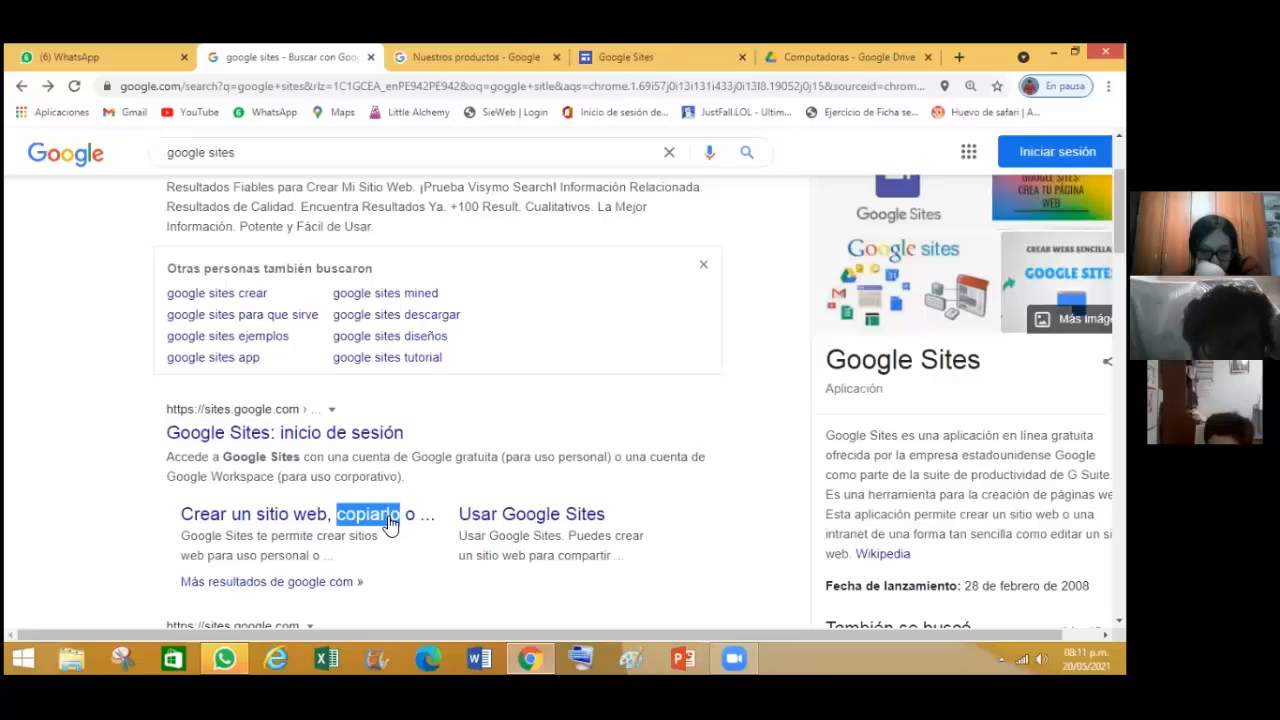 (6) WhatsApp
google sites - Buscar con Goo
Nuestros productos - Google
Google Sites
Computadoras - Google Drive
google.com/search?q=google+sites&rlz=1C1GCEA_enPE942PE942&oq=goggle+sitle&aqs=chrome.1.69i57j0i13i131i433j0i13l8.19052j0j15&sourceid=chrom...
En pausa
Aplicaciones
Gmail
YouTube
WhatsApp
Maps
Little Alchemy
SieWeb | Login
Inicio de sesión de...
JustFall.LOL - Ultim...
Ejercicio de Ficha se...
Huevo de safari | A...
Google
google sites
Iniciar sesión
Resultados Fiables para Crear Mi Sitio Web. ¡Prueba Visymo Search! Información Relacionada.
Resultados de Calidad. Encuentra Resultados Ya. +100 Result. Cualitativos. La Mejor
Información. Potente y Fácil de Usar.
Otras personas también buscaron
google sites crear
google sites mined
google sites para que sirve
google sites descargar
google sites ejemplos
google sites diseños
google sites app
google sites tutorial
https://sites.google.com › ...
Google Sites: inicio de sesión
Accede a Google Sites con una cuenta de Google gratuita (para uso personal) o una cuenta de
Google Workspace (para uso corporativo).
Crear un sitio web, copiarlo o ...
Google Sites te permite crear sitios
web para uso personal o ...
Usar Google Sites
Usar Google Sites. Puedes crear
un sitio web para compartir ...
Más resultados de google.com »
https://sites.google.com
Google Sites
GOOGLE SITES:
CREA TU PÁGINA
WEB
Google sites
CREAR WEBS SENCILLA
GOOGLE SITE
Más imág
Google Sites
Aplicación
Google Sites es una aplicación en línea gratuita
ofrecida por la empresa estadounidense Google
como parte de la suite de productividad de G Suite.
Es una herramienta para la creación de páginas we
Esta aplicación permite crear un sitio web o una
intranet de una forma tan sencilla como editar un si
web. Wikipedia
Fecha de lanzamiento: 28 de febrero de 2008
También se buscó
08:11 p.m.
20/05/2021